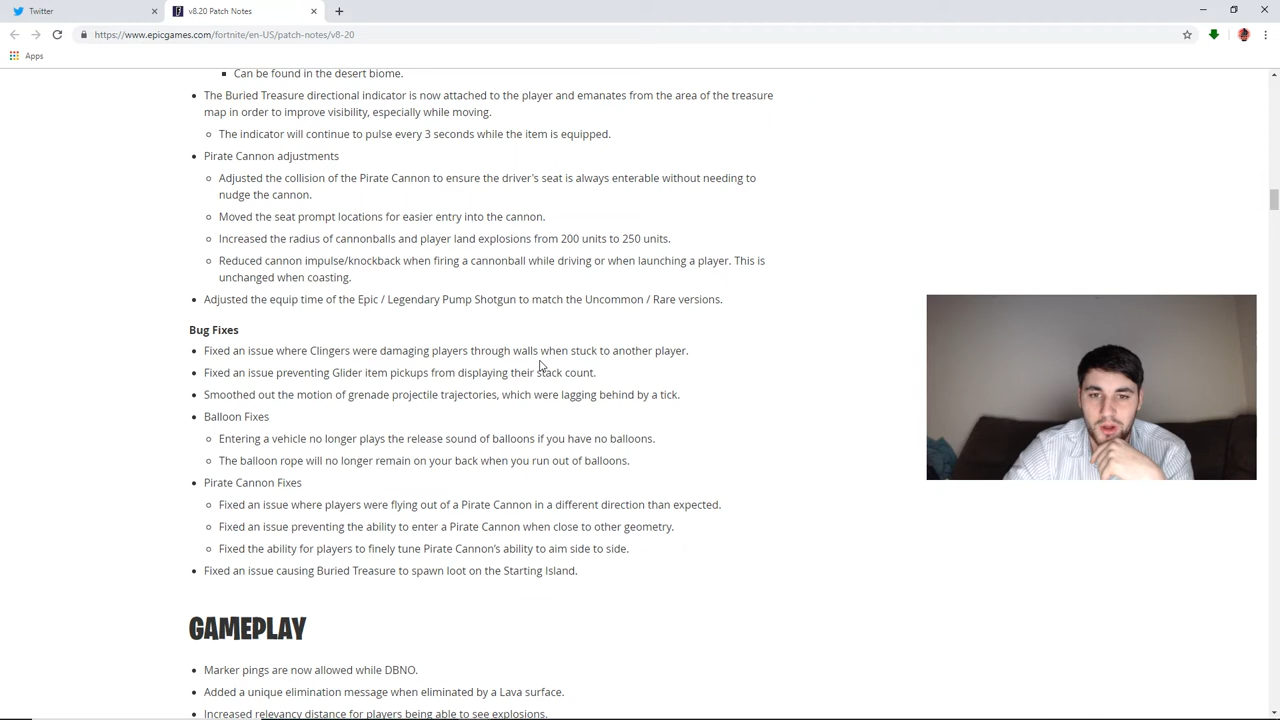 Twitter
v8.20 Patch Notes
https://www.epicgames.com/fortnite/en-US/patch-notes/v8-20
Apps
Can be found in the desert biome.
The Buried Treasure directional indicator is now attached to the player and emanates from the area of the treasure
map in order to improve visibility, especially while moving.
The indicator will continue to pulse every 3 seconds while the item is equipped.
Pirate Cannon adjustments
Adjusted the collision of the Pirate Cannon to ensure the driver's seat is always enterable without needing to
nudge the cannon.
Moved the seat prompt locations for easier entry into the cannon.
Increased the radius of cannonballs and player land explosions from 200 units to 250 units.
Reduced cannon impulse/knockback when firing a cannonball while driving or when launching a player. This is
unchanged when coasting.
Adjusted the equip time of the Epic / Legendary Pump Shotgun to match the Uncommon / Rare versions.
Bug Fixes
Fixed an issue where Clingers were damaging players through walls when stuck to another player.
Fixed an issue preventing Glider item pickups from displaying their stack count.
Smoothed out the motion of grenade projectile trajectories, which were lagging behind by a tick.
Balloon Fixes
Entering a vehicle no longer plays the release sound of balloons if you have no balloons.
The balloon rope will no longer remain on your back when you run out of balloons.
Pirate Cannon Fixes
Fixed an issue where players were flying out of a Pirate Cannon in a different direction than expected.
Fixed an issue preventing the ability to enter a Pirate Cannon when close to other geometry.
Fixed the ability for players to finely tune Pirate Cannon's ability to aim side to side.
Fixed an issue causing Buried Treasure to spawn loot on the Starting Island.
GAMEPLAY
Marker pings are now allowed while DBNO.
Added a unique elimination message when eliminated by a Lava surface.
Increased relevancy distance for players being able to see explosions.